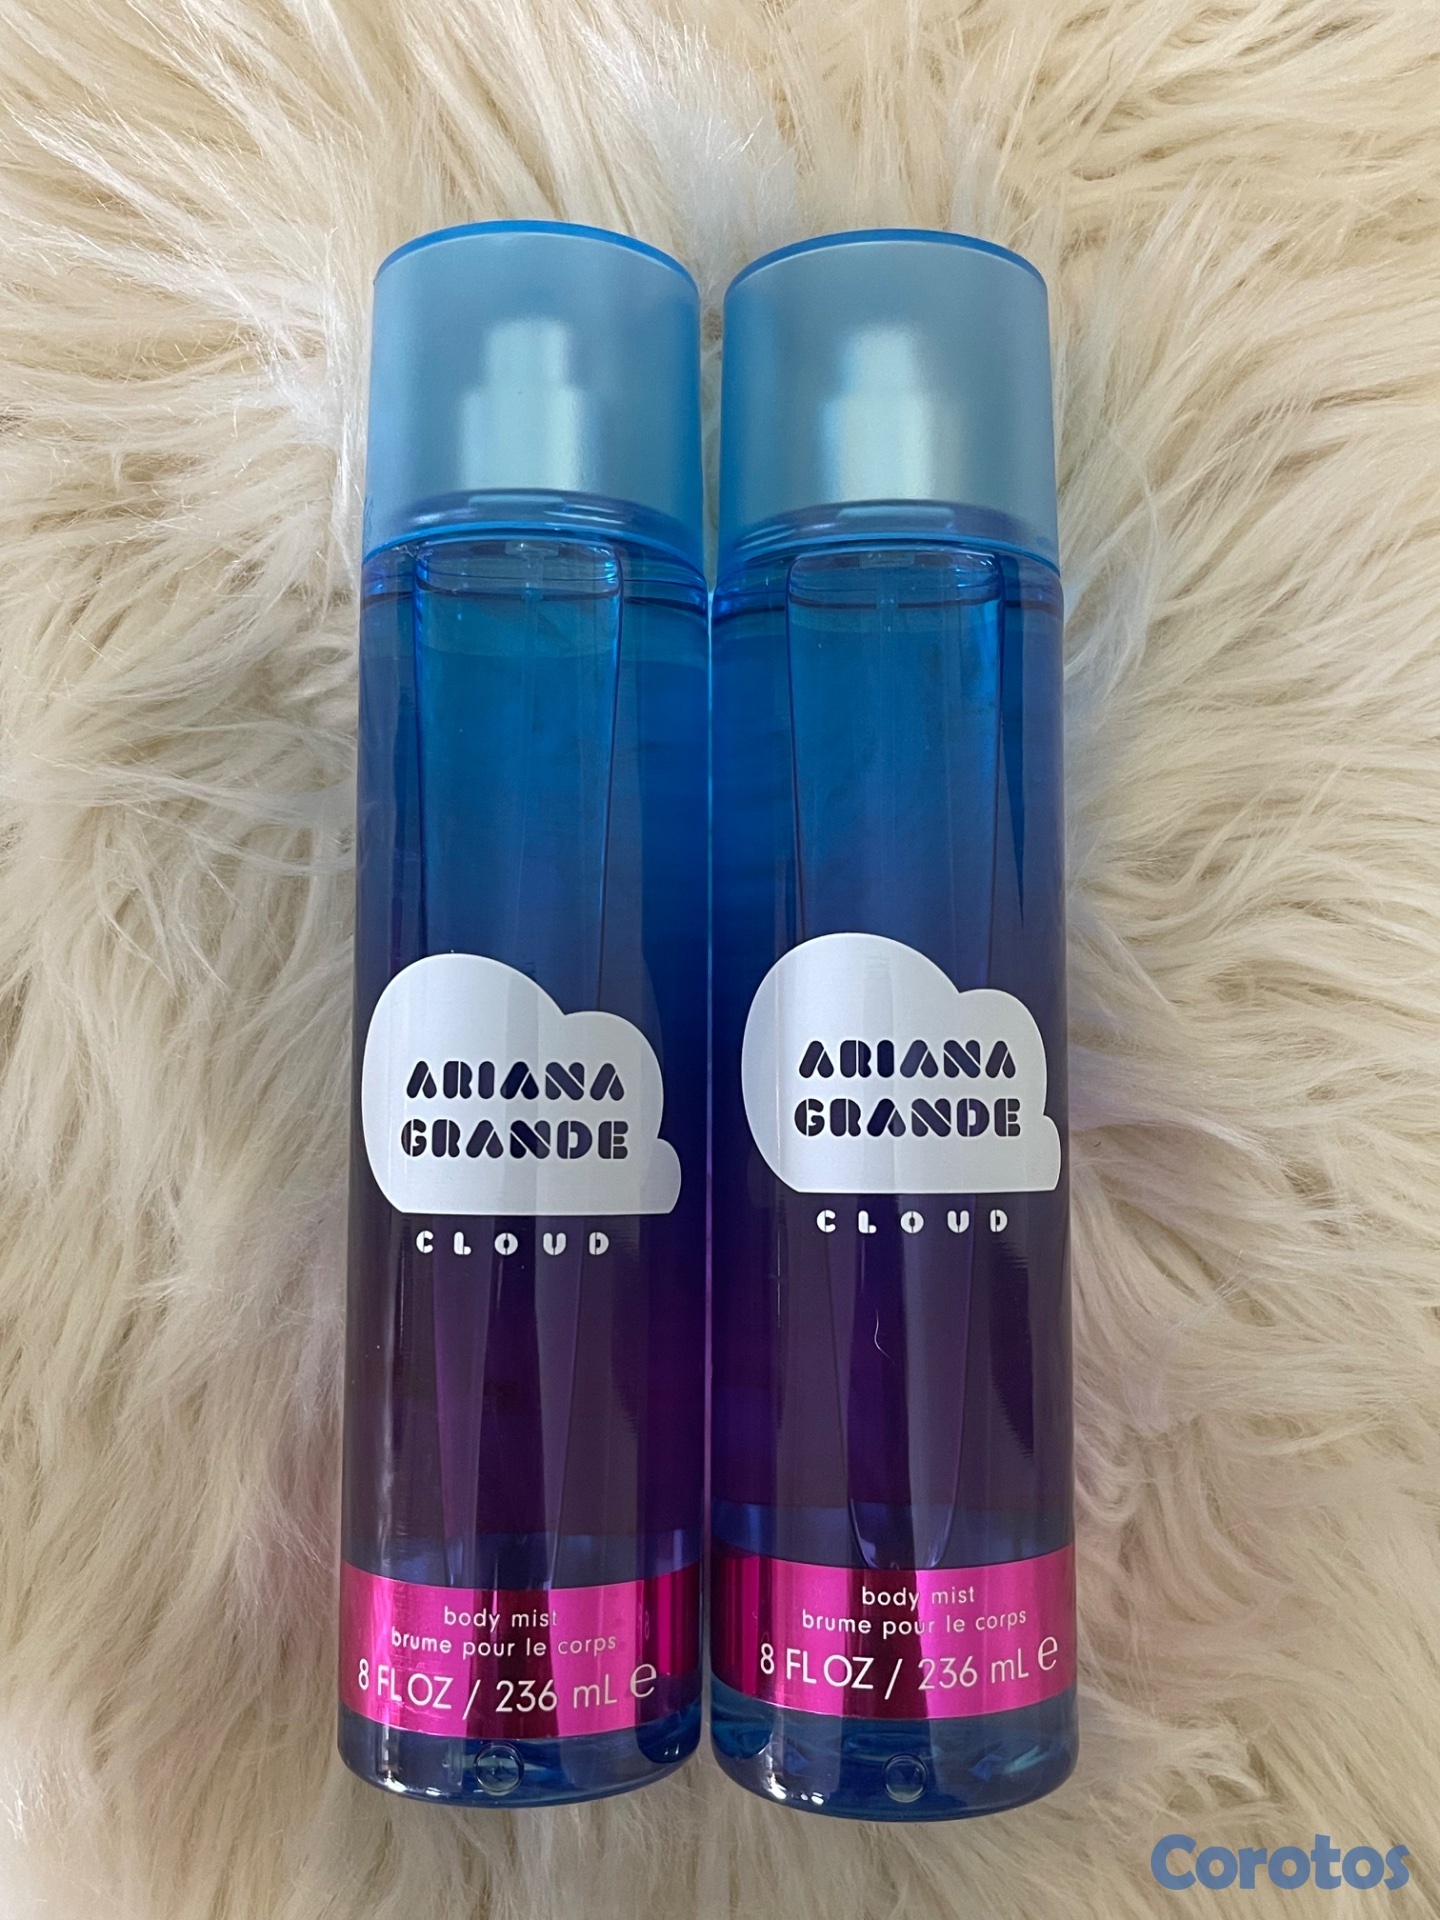 ARIANA
GRANDE
CLOUD
body mist
brume pour le corps
8 FL OZ / 236 mL e
ARIANA
GRANDE
CLOUD
body mist
brume pour le corps
8 FL OZ / 236 mL e
Corotos